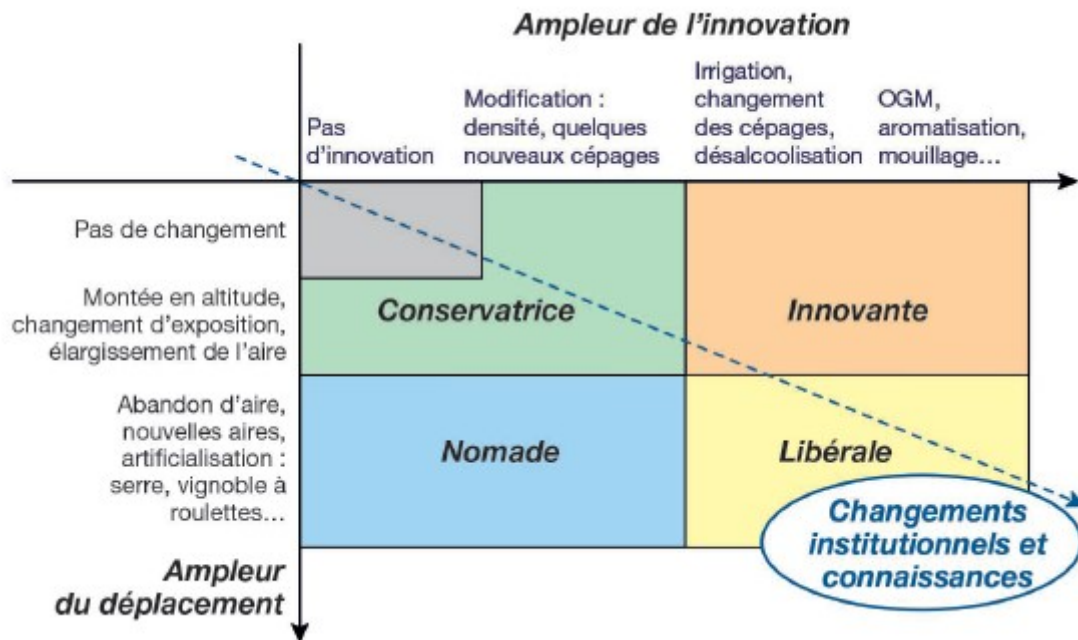 Ampleur de l'innovation
Pas
d'innovation
Modification :
densité, quelques
nouveaux cépages
Irrigation,
changement
des cépages,
désalcoolisation
OGM,
aromatisation,
mouillage...
Pas de changement
Montée en altitude,
changement d'exposition,
élargissement de l'aire
Conservatrice
Innovante
Abandon d'aire,
nouvelles aires,
artificialisation :
serre, vignoble à
roulettes...
Nomade
Libérale
Changements
institutionnels et
connaissances
Ampleur
du déplacement